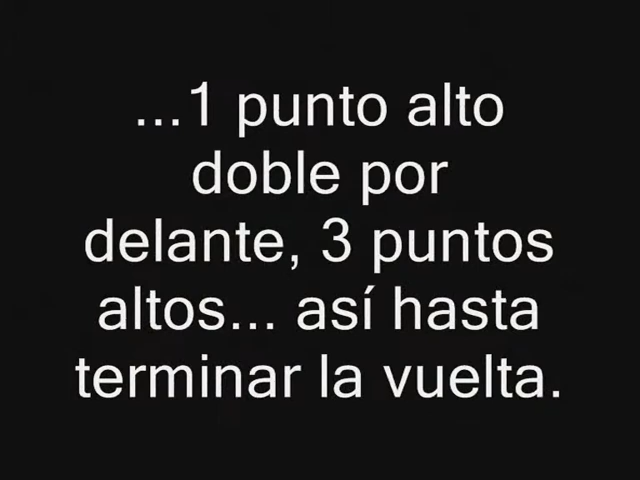 ...1 punto alto
doble por
delante, 3 puntos
altos... así hasta
terminar la vuelta.